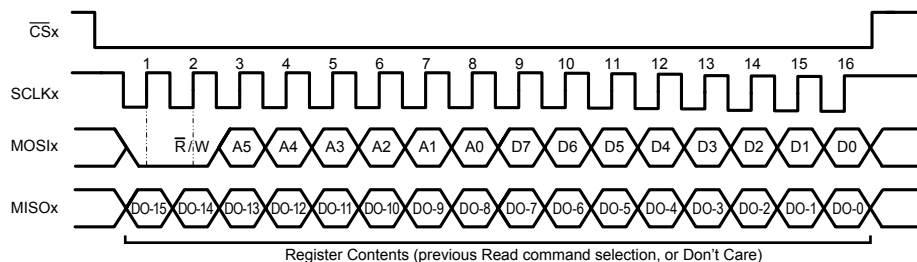 CSx
1 2 3 4 5 6 7 8 9 10 11 12 13 14 15 16
SCLKx
MOSIx R/W A5 A4 A3 A2 A1 A0 D7 D6 D5 D4 D3 D2 D1 D0
MISOx DO-15 DO-14 DO-13 DO-12 DO-11 DO-10 DO-9 DO-8 DO-7 DO-6 DO-5 DO-4 DO-3 DO-2 DO-1 DO-0
Register Contents (previous Read command selection, or Don't Care)